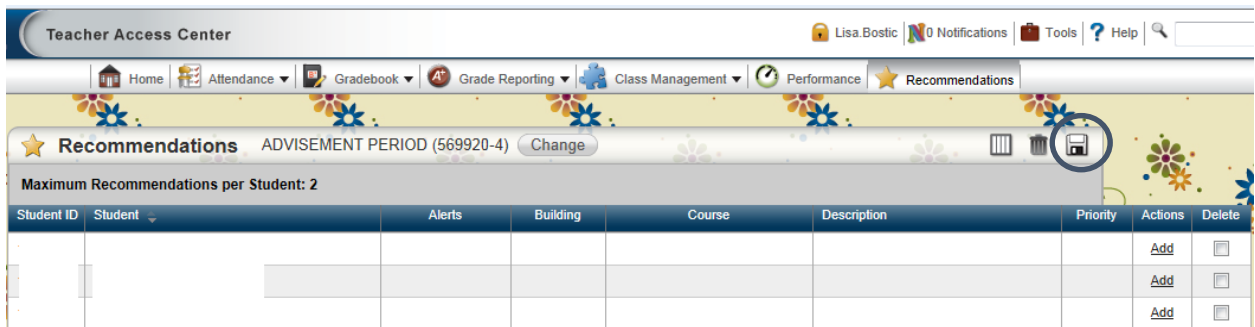 Teacher Access Center
Lisa.Bostic 0 Notifications Tools ? Help
Home Attendance Gradebook A+ Grade Reporting Class Management Performance Recommendations
Recommendations ADVISEMENT PERIOD (569920-4) Change
Maximum Recommendations per Student: 2
Student ID Student Alerts Building Course Description Priority Actions Delete
Add
Add
Add